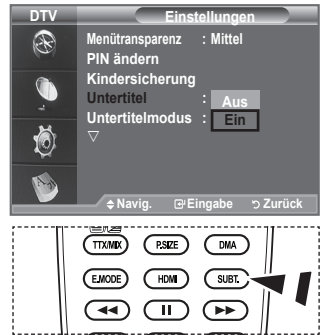 DTV Einstellungen
Menütransparenz : Mittel
PIN ändern
Kindersicherung
Untertitel : Aus
Untertitelmodus : Ein
Navig. Eingabe Zurück
TTX/MIX P.SIZE DMA
E.MODE HDMI SUBT.